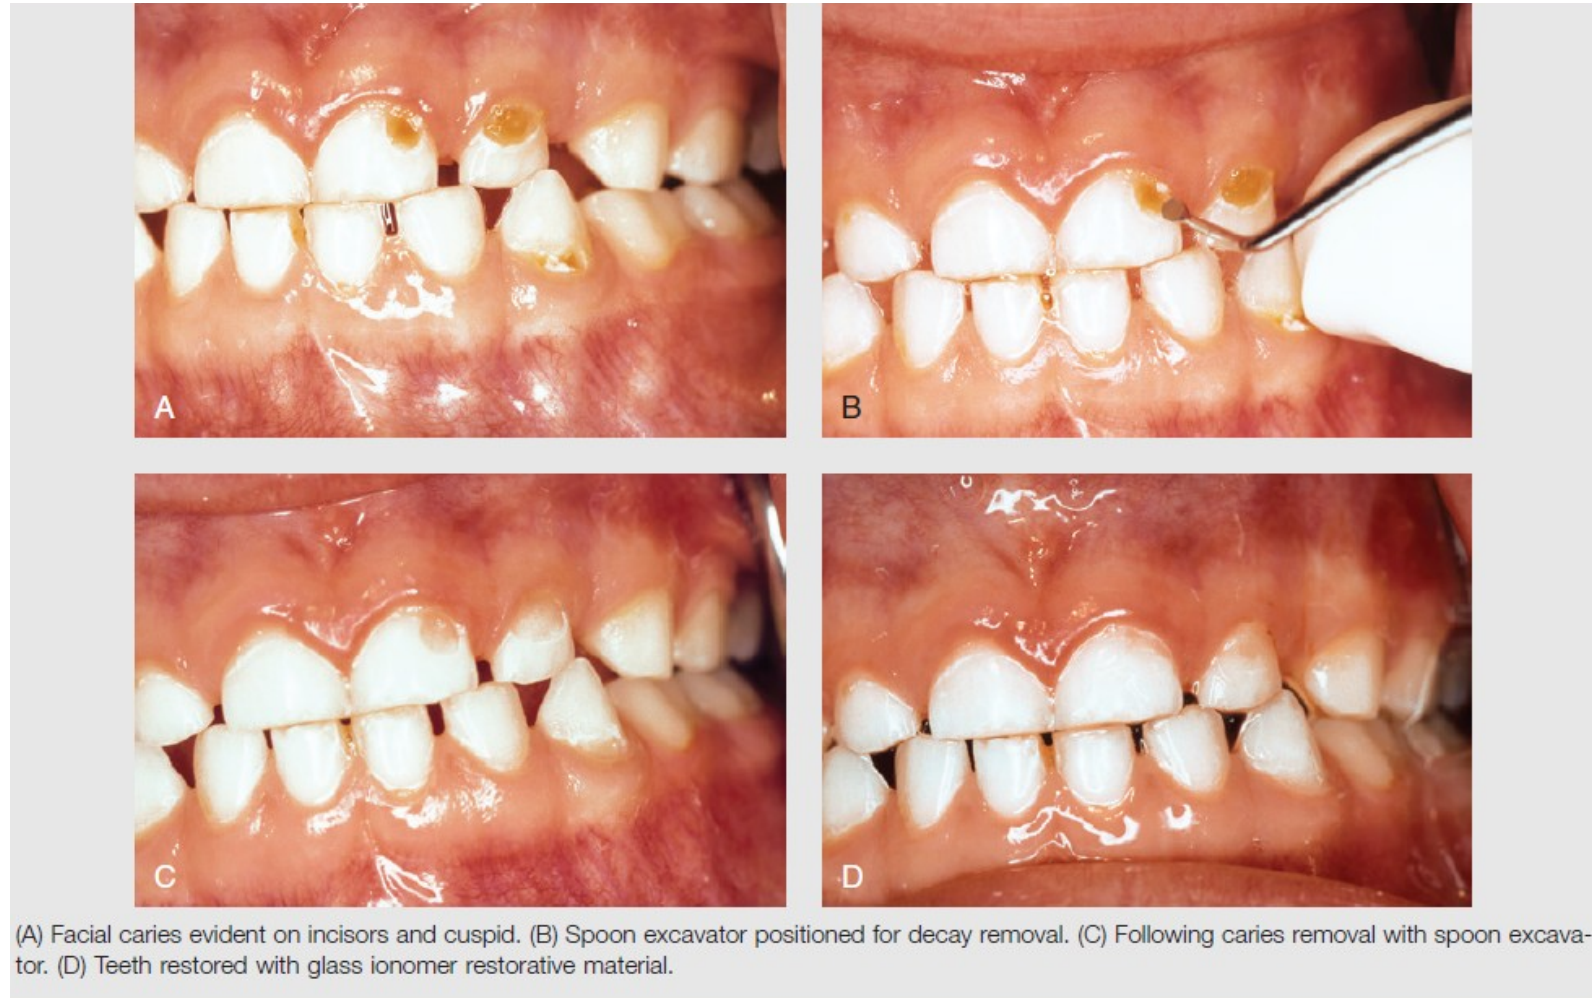 A
B
C
D
(A) Facial caries evident on incisors and cuspid. (B) Spoon excavator positioned for decay removal. (C) Following caries removal with spoon excava-
tor. (D) Teeth restored with glass ionomer restorative material.